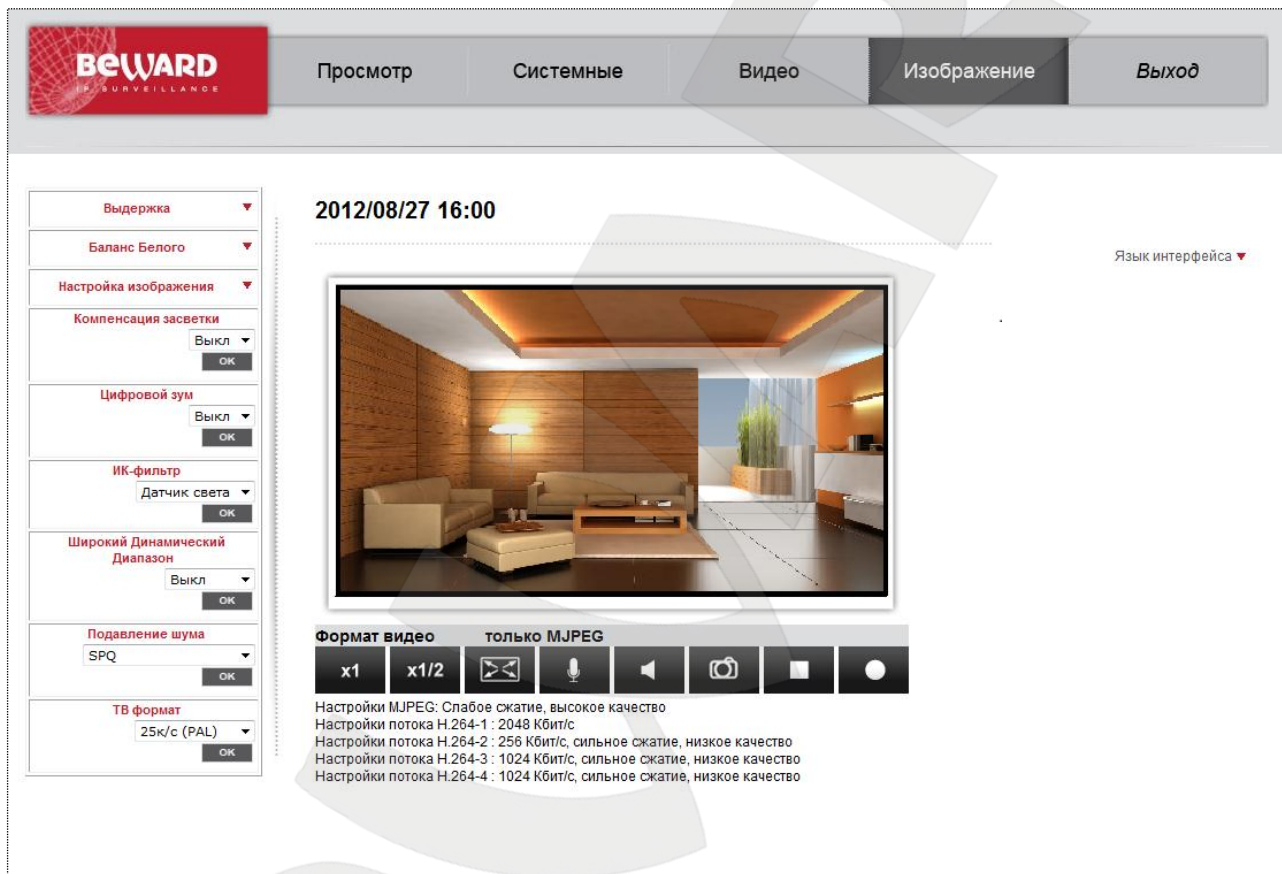 BEWARD
IP SURVEILLANCE
Просмотр
Системные
Видео
Изображение
Выход
Выдержка
Баланс Белого
Настройка изображения
Компенсация засветки
Выкл
OK
Цифровой зум
Выкл
OK
ИК-фильтр
Датчик света
OK
Широкий Динамический
Диапазон
Выкл
OK
Подавление шума
SPQ
OK
ТВ формат
25к/с (PAL)
OK
2012/08/27 16:00
Язык интерфейса
Формат видео только MJPEG
x1
x1/2
Настройки MJPEG: Слабое сжатие, высокое качество
Настройки потока H.264-1 : 2048 Кбит/с
Настройки потока H.264-2 : 256 Кбит/с, сильное сжатие, низкое качество
Настройки потока H.264-3 : 1024 Кбит/с, сильное сжатие, низкое качество
Настройки потока H.264-4 : 1024 Кбит/с, сильное сжатие, низкое качество